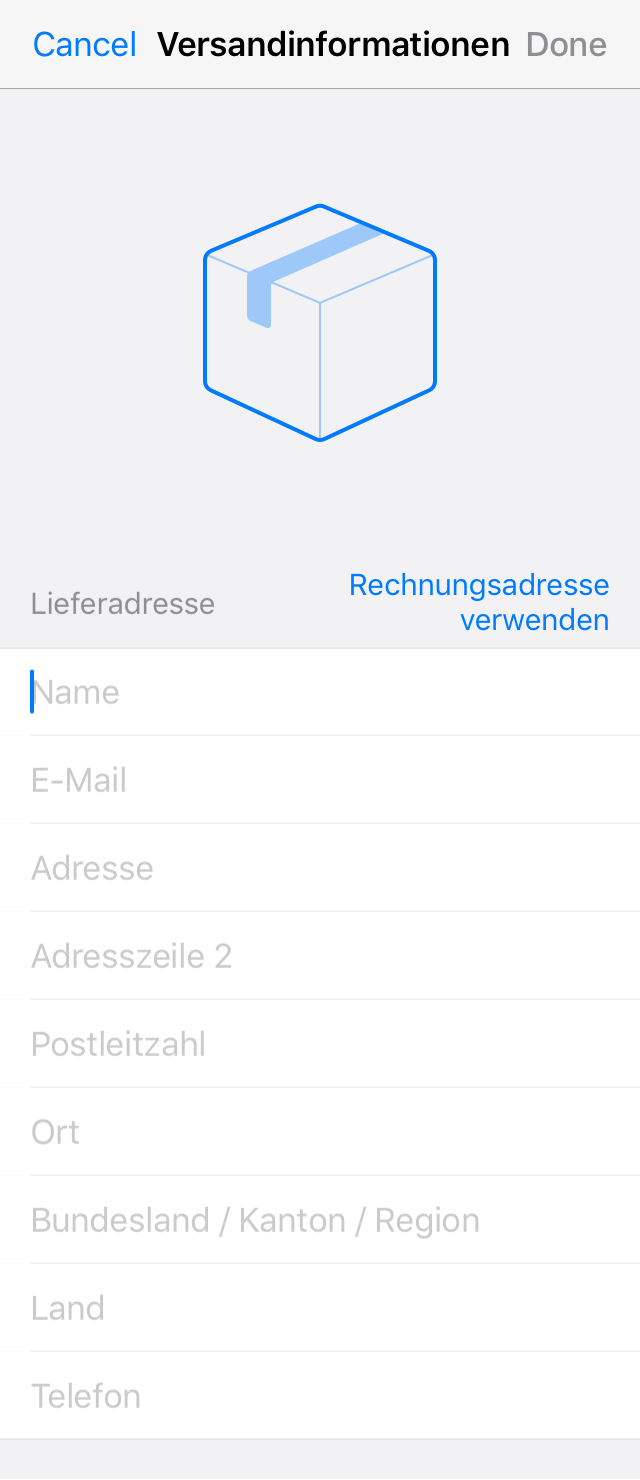 Cancel Versandinformationen Done
Lieferadresse
Rechnungsadresse
verwenden
Name
E-Mail
Adresse
Adresszeile 2
Postleitzahl
Ort
Bundesland / Kanton / Region
Land
Telefon